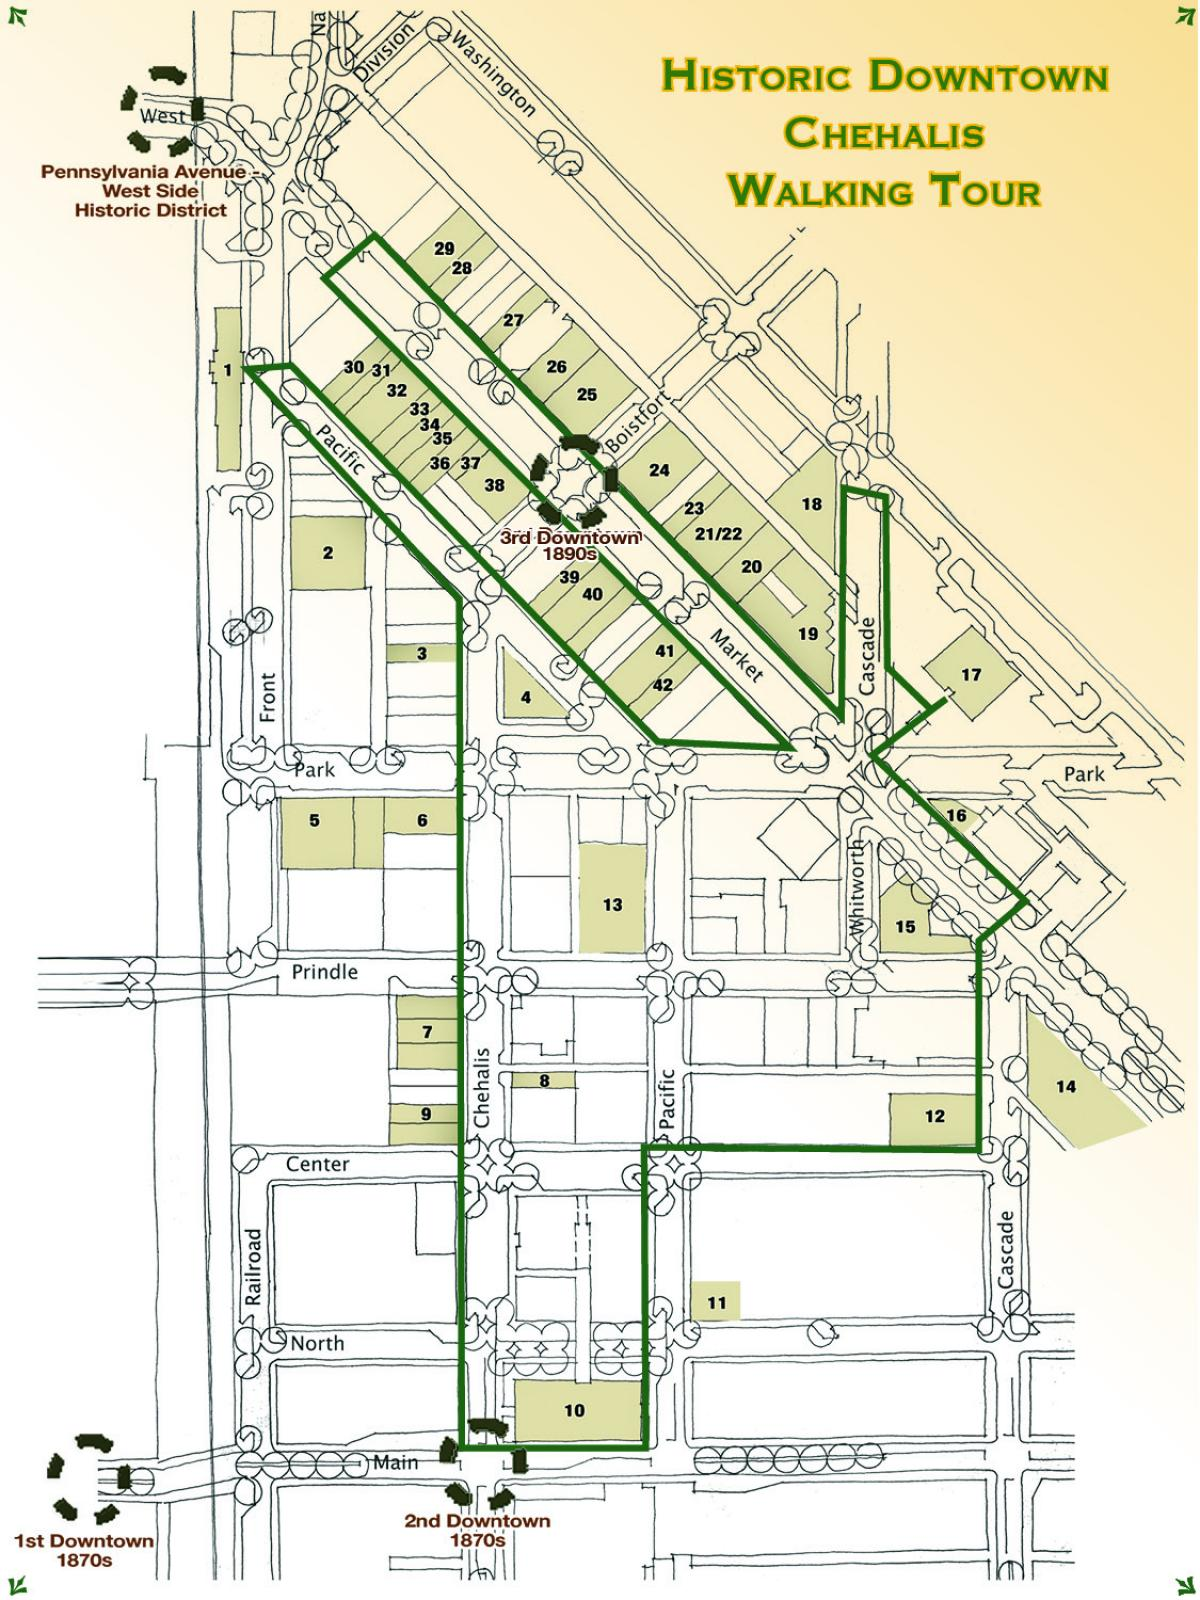 HISTORIC DOWNTOWN
CHEHALIS
WALKING TOUR
Na
Division
Washington
West
Pennsylvania Avenue -
West Side
Historic District
29
28
27
26
25
1
30
31
32
33
34
35
36
37
38
Pacific
Boistfort
24
23
21/22
20
19
18
3rd Downtown
1890s
2
39
40
3
4
41
42
Market
Cascade
17
Front
Park
Park
5
6
13
16
Whitworth
15
Prindle
7
8
9
Chehalis
Pacific
12
14
Center
Railroad
11
Cascade
North
10
Main
1st Downtown
1870s
2nd Downtown
1870s